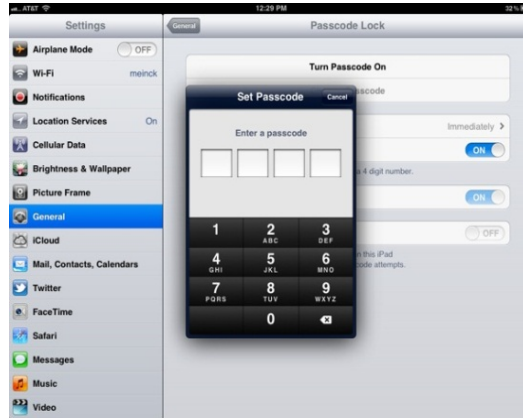 AT&T
12:29 PM
32%
Settings
General
Passcode Lock
Airplane Mode
OFF
Wi-Fi
meinck
Notifications
Location Services
On
Cellular Data
Brightness & Wallpaper
Picture Frame
General
iCloud
Mail, Contacts, Calendars
Twitter
FaceTime
Safari
Messages
Music
Video
Turn Passcode On
passcode
Immediately
ON
a 4 digit number.
ON
OFF
n this iPad
code attempts.
Set Passcode
Cancel
Enter a passcode
1
2
ABC
3
DEF
4
GHI
5
JKL
6
MNO
7
PQRS
8
TUV
9
WXYZ
0